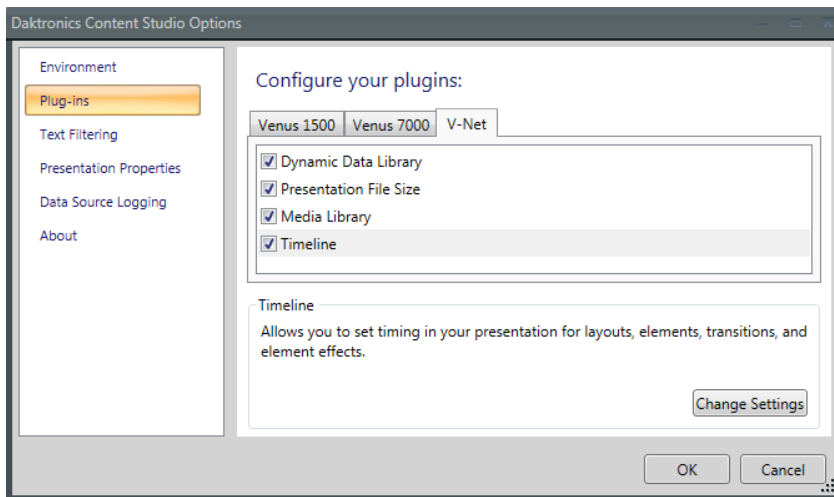 Daktronics Content Studio Options
Environment
Plug-ins
Text Filtering
Presentation Properties
Data Source Logging
About
Configure your plugins:
Venus 1500 Venus 7000 V-Net
Dynamic Data Library
Presentation File Size
Media Library
Timeline
Timeline
Allows you to set timing in your presentation for layouts, elements, transitions, and
element effects.
Change Settings
OK Cancel